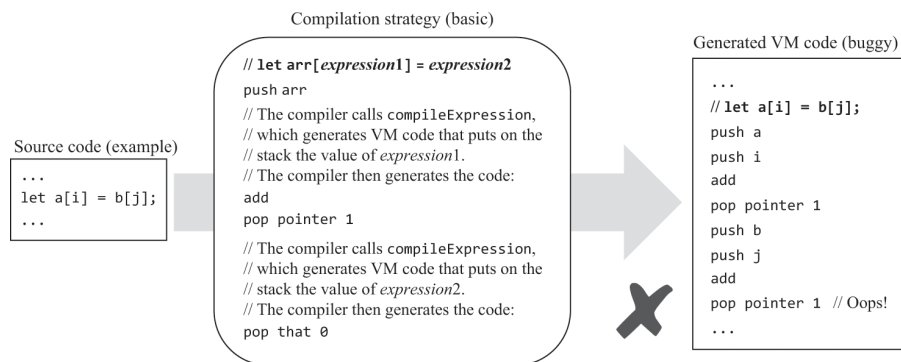 Compilation strategy (basic)
Source code (example)
...
let a[i] = b[j];
...
// let arr[expression1] = expression2
push arr
// The compiler calls compileExpression,
// which generates VM code that puts on the
// stack the value of expression1.
// The compiler then generates the code:
add
pop pointer 1
// The compiler calls compileExpression,
// which generates VM code that puts on the
// stack the value of expression2.
// The compiler then generates the code:
pop that 0
Generated VM code (buggy)
...
// let a[i] = b[j];
push a
push i
add
pop pointer 1
push b
push j
add
pop pointer 1 // Oops!
...